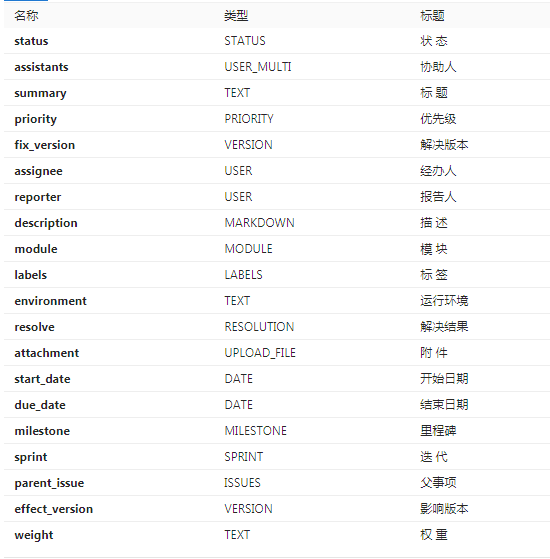 名称 类型 标题
status STATUS 状 态
assistants USER_MULTI 协助人
summary TEXT 标 题
priority PRIORITY 优先级
fix_version VERSION 解决版本
assignee USER 经办人
reporter USER 报告人
description MARKDOWN 描 述
module MODULE 模 块
labels LABELS 标 签
environment TEXT 运行环境
resolve RESOLUTION 解决结果
attachment UPLOAD_FILE 附 件
start_date DATE 开始日期
due_date DATE 结束日期
milestone MILESTONE 里程碑
sprint SPRINT 迭 代
parent_issue ISSUES 父事项
effect_version VERSION 影响版本
weight TEXT 权 重